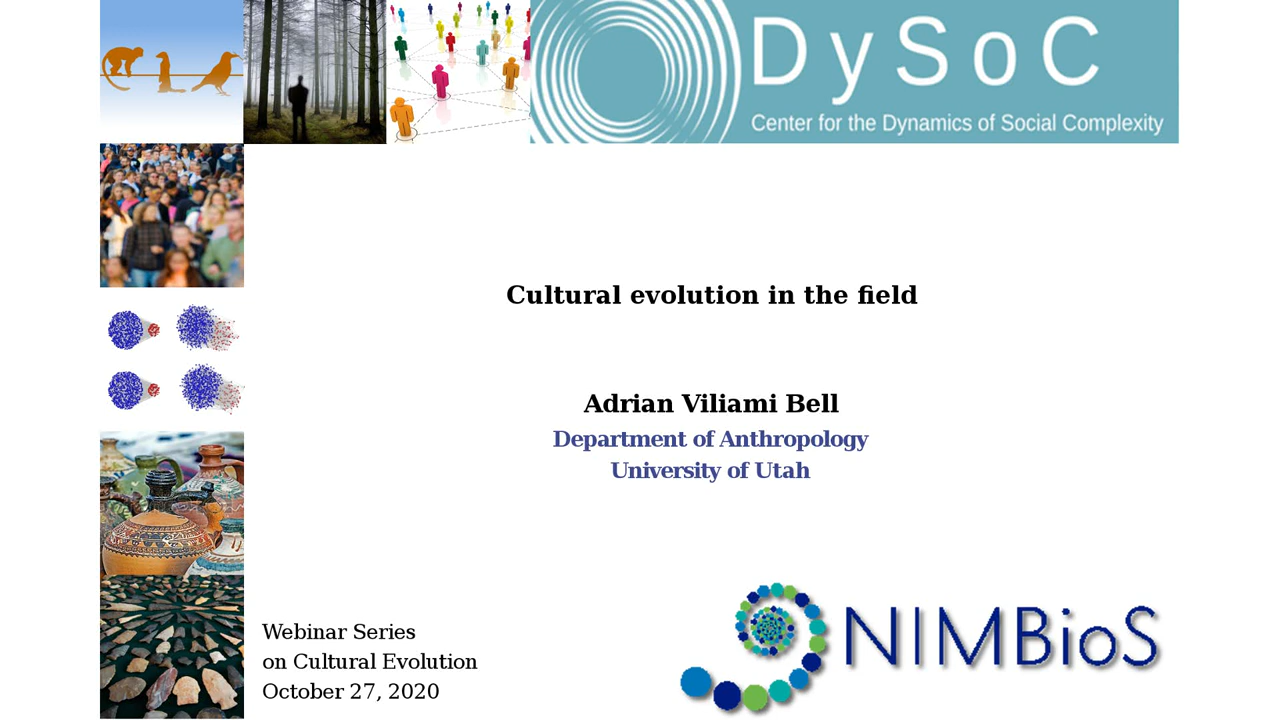 DySoC
Center for the Dynamics of Social Complexity
Cultural evolution in the field
Adrian Viliami Bell
Department of Anthropology
University of Utah
Webinar Series
on Cultural Evolution
October 27, 2020
NIMBioS